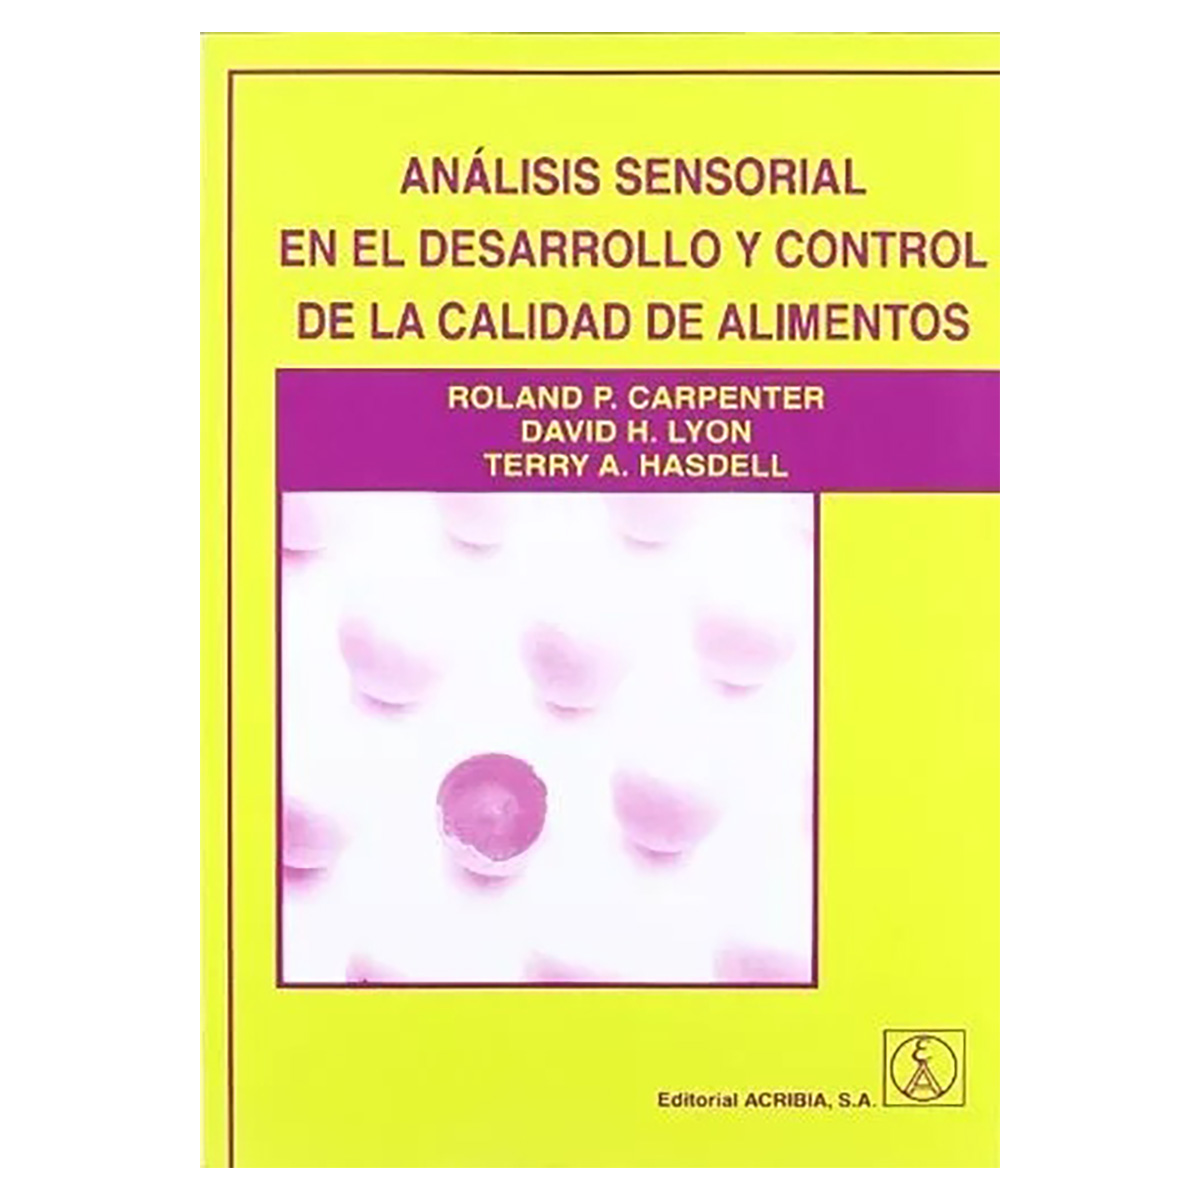 ANÁLISIS SENSORIAL
EN EL DESARROLLO Y CONTROL
DE LA CALIDAD DE ALIMENTOS
ROLAND P. CARPENTER
DAVID H. LYON
TERRY A. HASDELL
Editorial ACRIBIA, S.A.
εA